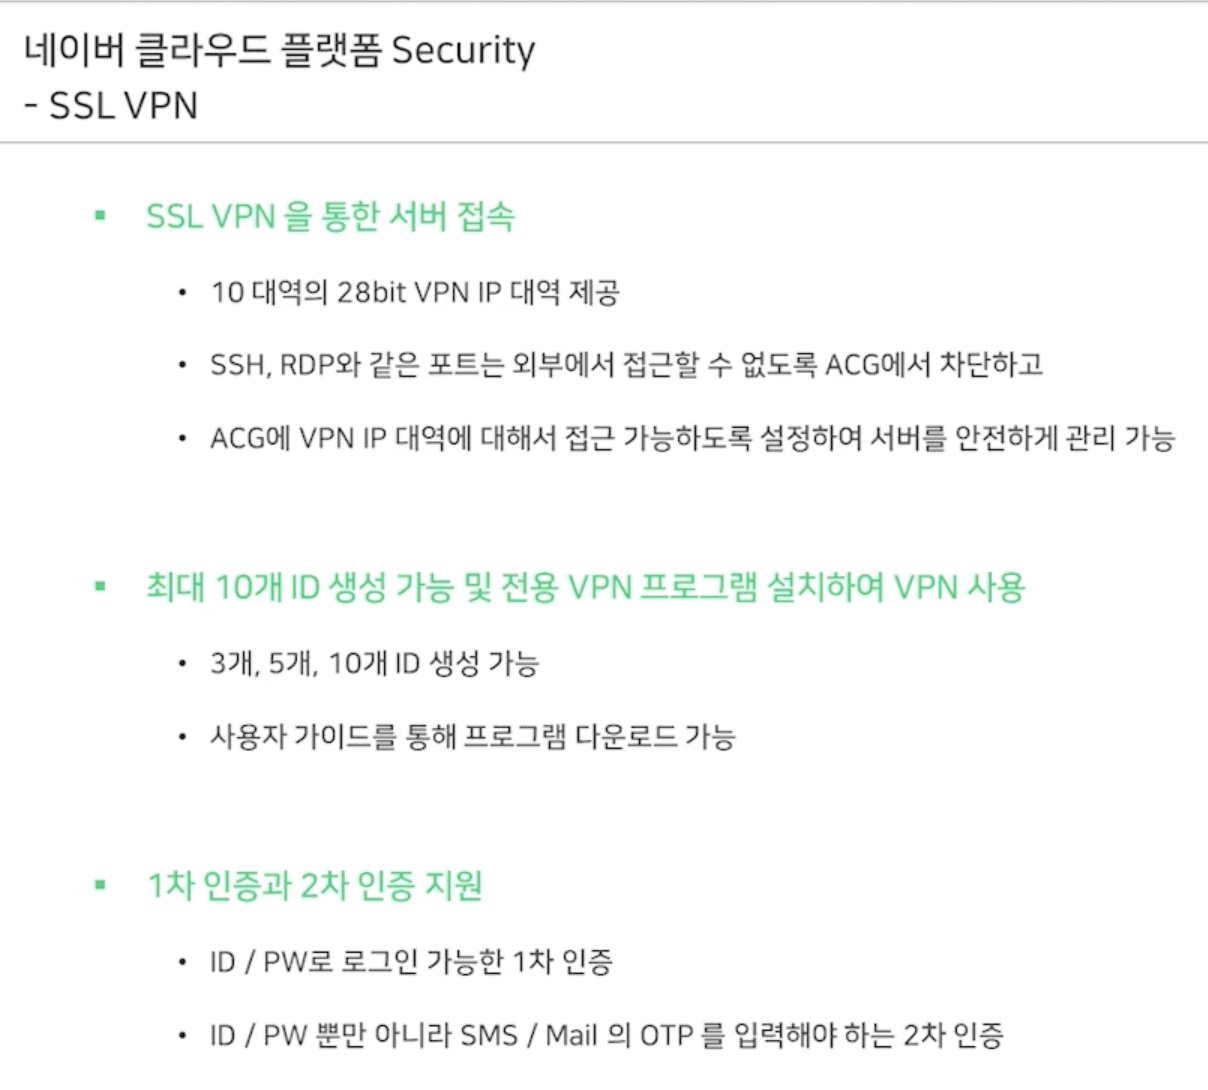 네이버 클라우드 플랫폼 Security
- SSL VPN
▪ SSL VPN 을 통한 서버 접속
• 10 대역의 28bit VPN IP 대역 제공
• SSH, RDP와 같은 포트는 외부에서 접근할 수 없도록 ACG에서 차단하고
• ACG에 VPN IP 대역에 대해서 접근 가능하도록 설정하여 서버를 안전하게 관리 가능
▪ 최대 10개 ID 생성 가능 및 전용 VPN 프로그램 설치하여 VPN 사용
• 3개, 5개, 10개 ID 생성 가능
• 사용자 가이드를 통해 프로그램 다운로드 가능
▪ 1차 인증과 2차 인증 지원
• ID / PW로 로그인 가능한 1차 인증
• ID / PW 뿐만 아니라 SMS / Mail 의 OTP 를 입력해야 하는 2차 인증